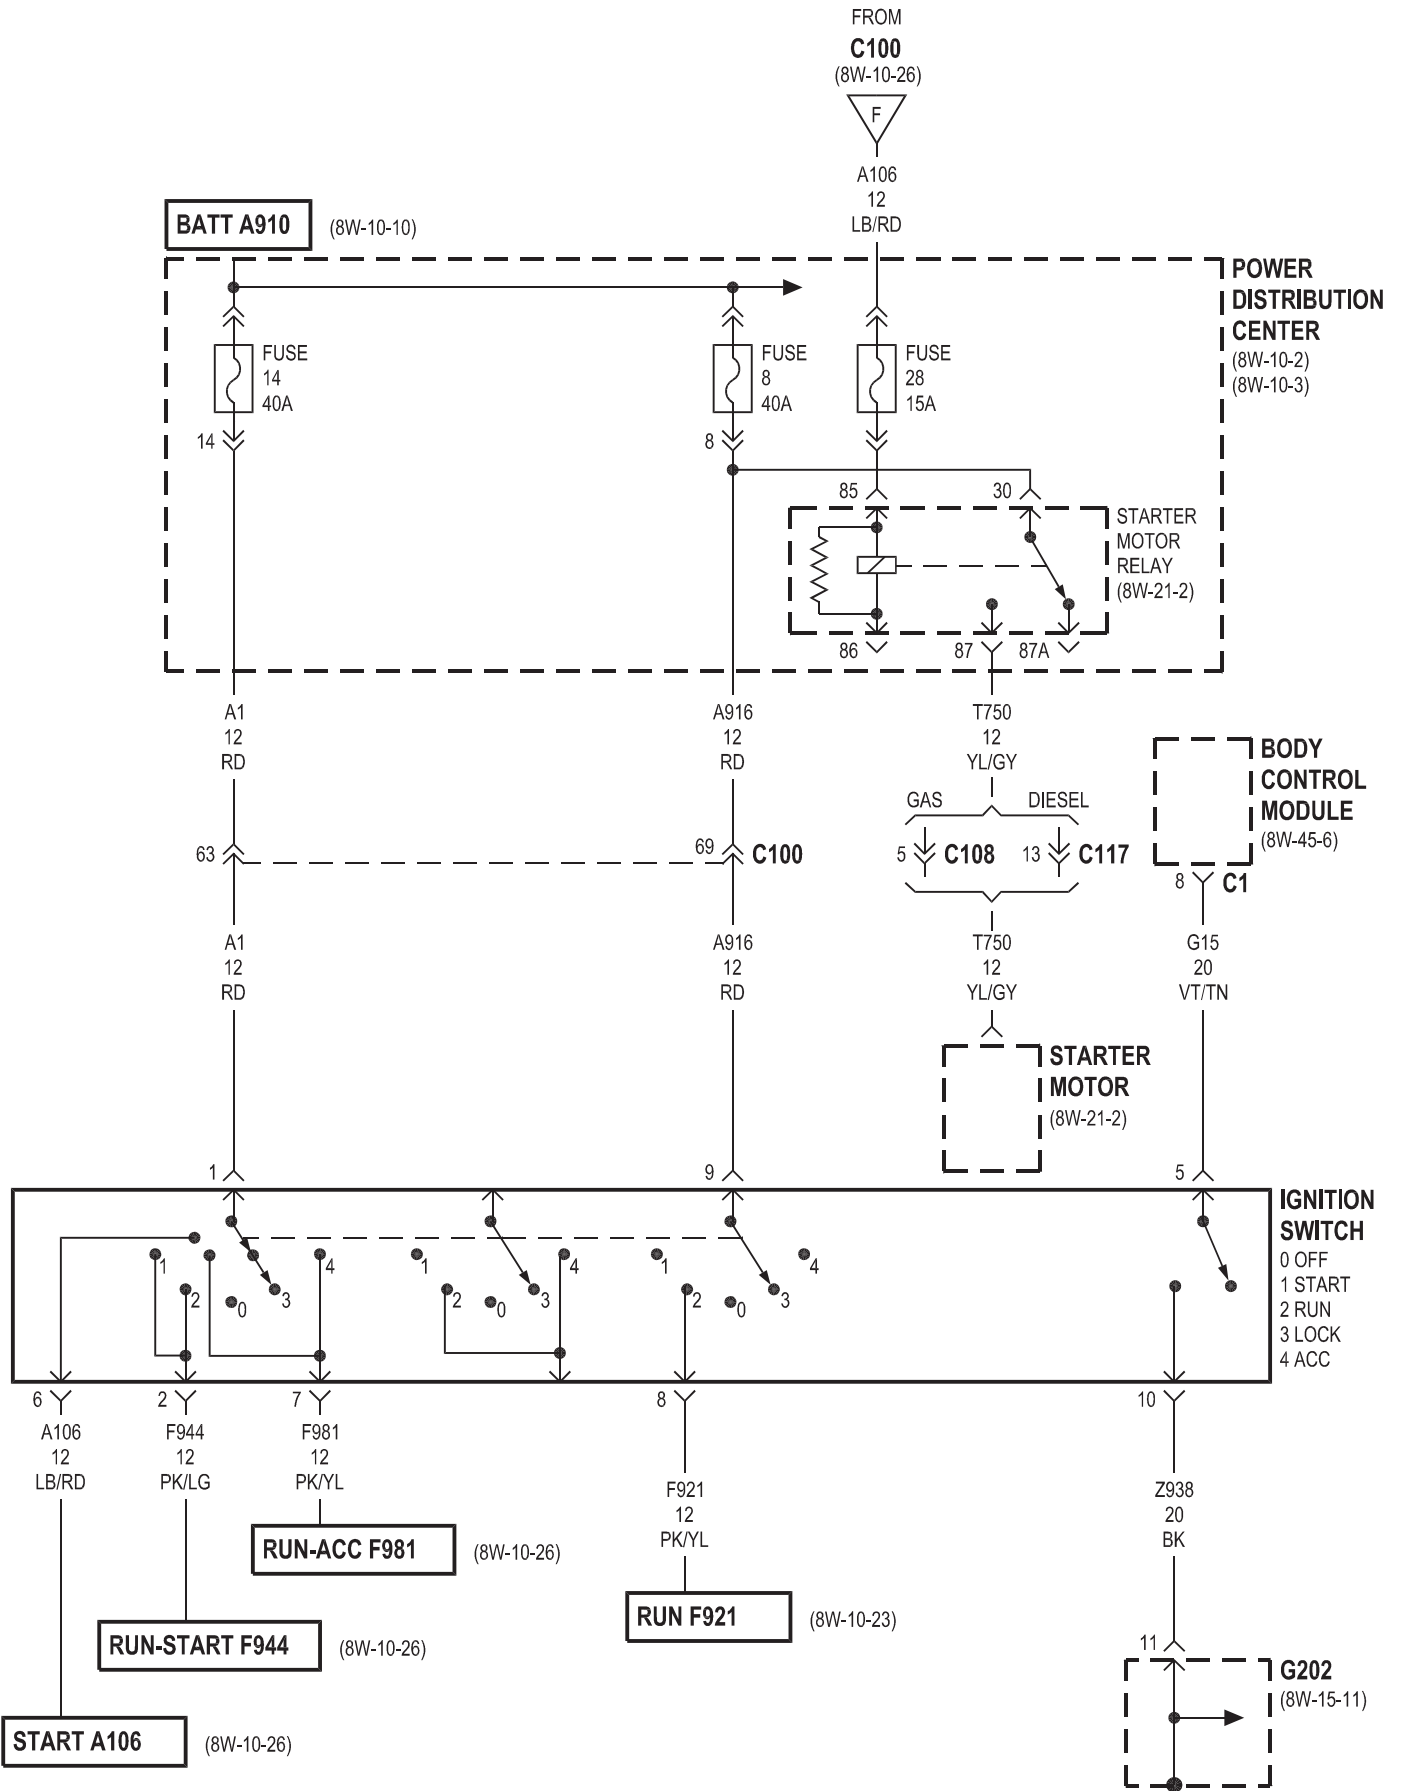 FROM
C100
(8W-10-26)
F
A106
12
LB/RD
BATT A910 (8W-10-10)
POWER
DISTRIBUTION
CENTER
(8W-10-2)
(8W-10-3)
FUSE
14
40A
FUSE
8
40A
FUSE
28
15A
14
8
85
30
STARTER
MOTOR
RELAY
(8W-21-2)
86
87
87A
A1
12
RD
A916
12
RD
T750
12
YL/GY
BODY
CONTROL
MODULE
(8W-45-6)
GAS
DIESEL
63
69
C100
5
C108
13
C117
8
C1
A1
12
RD
A916
12
RD
T750
12
YL/GY
G15
20
VT/TN
STARTER
MOTOR
(8W-21-2)
1
9
5
IGNITION
SWITCH
0 OFF
1 START
2 RUN
3 LOCK
4 ACC
1
2
0
3
4
1
2
0
3
4
1
2
0
3
4
6
2
7
8
10
A106
12
LB/RD
F944
12
PK/LG
F981
12
PK/YL
F921
12
PK/YL
Z938
20
BK
RUN-ACC F981 (8W-10-26)
RUN F921 (8W-10-23)
RUN-START F944 (8W-10-26)
11
G202
(8W-15-11)
START A106 (8W-10-26)